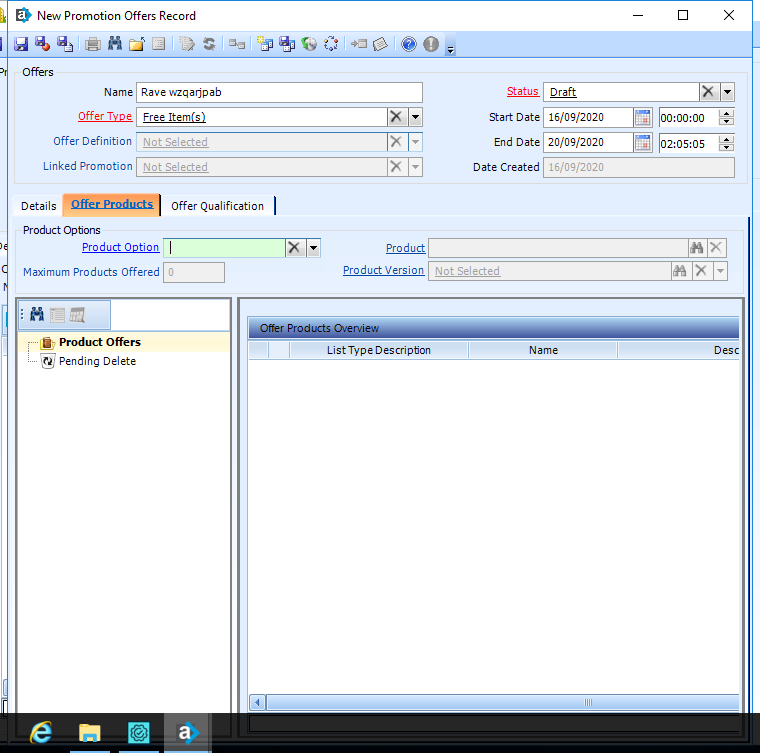 New Promotion Offers Record
Offers
Name Rave wzqarjpab Status Draft
Offer Type Free Item(s) Start Date 16/09/2020 00:00:00
Offer Definition Not Selected End Date 20/09/2020 02:05:05
Linked Promotion Not Selected Date Created 16/09/2020
Details Offer Products Offer Qualification
Product Options
Product Option Product
Maximum Products Offered 0 Product Version Not Selected
Offer Products Overview
Product Offers List Type Description Name Desc
Pending Delete